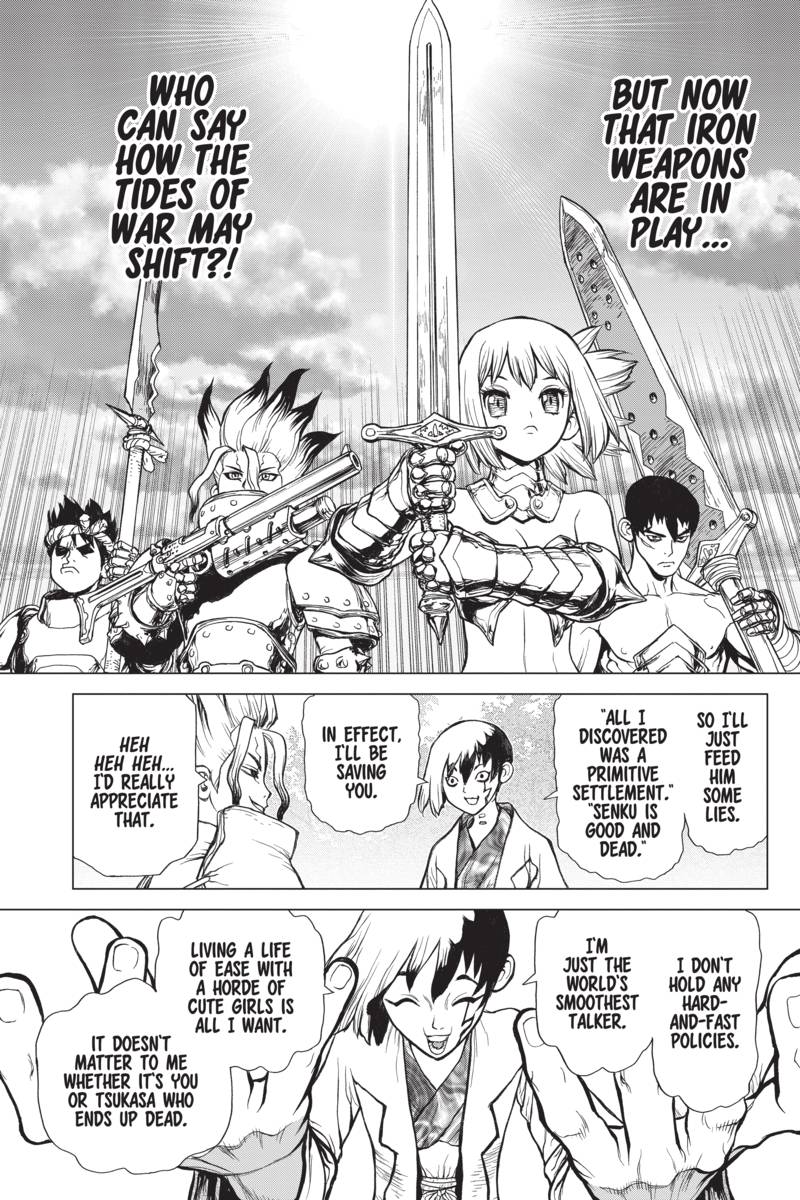 BUT NOW
THAT IRON
WEAPONS
ARE IN
PLAY...
WHO
CAN SAY
HOW THE
TIDES OF
WAR MAY
SHIFT?!
SO I'LL
JUST
FEED
HIM
SOME
LIES.
"ALL I
DISCOVERED
WAS A
PRIMITIVE
SETTLEMENT."
"SENKU IS
GOOD AND
DEAD."
IN EFFECT,
I'LL BE
SAVING
YOU.
HEH
HEH HEH...
I'D REALLY
APPRECIATE
THAT.
I DON'T
HOLD ANY
HARD-
AND-FAST
POLICIES.
I'M
JUST THE
WORLD'S
SMOOTHEST
TALKER.
LIVING A LIFE
OF EASE WITH
A HORDE OF
CUTE GIRLS IS
ALL I WANT.
IT DOESN'T
MATTER TO ME
WHETHER IT'S YOU
OR TSUKASA WHO
ENDS UP DEAD.